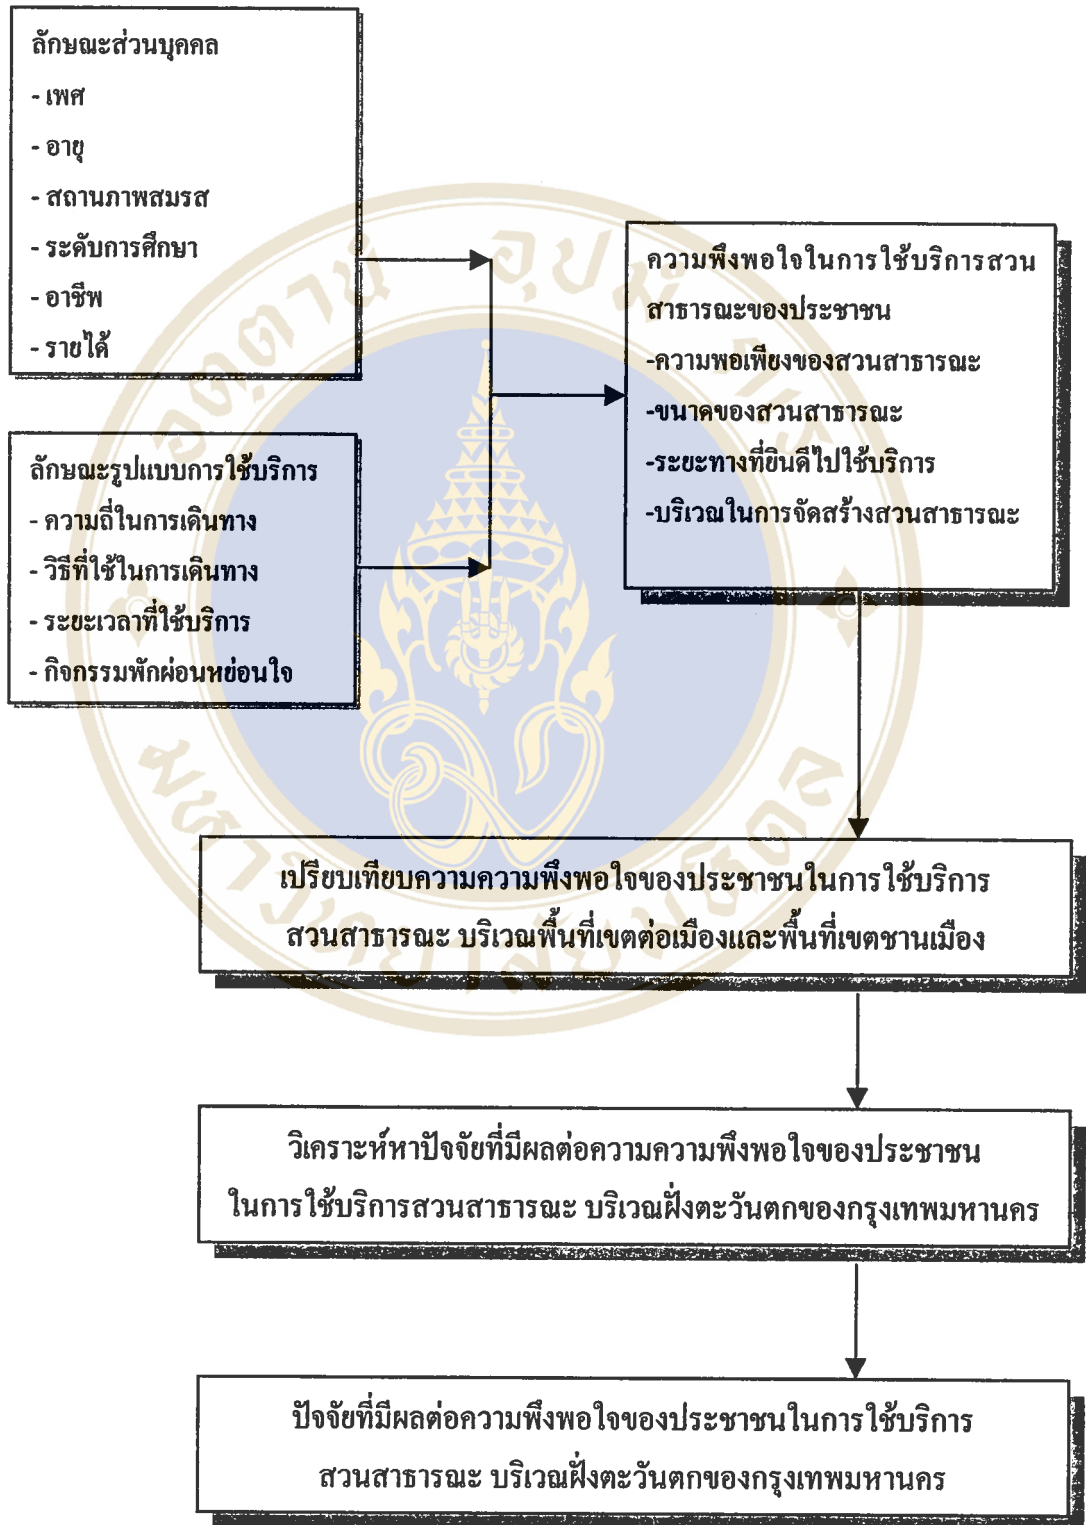 ลักษณะส่วนบุคคล
- เพศ
- อายุ
- สถานภาพสมรส
- ระดับการศึกษา
- อาชีพ
- รายได้
ลักษณะรูปแบบการใช้บริการ
- ความถี่ในการเดินทาง
- วิธีที่ใช้ในการเดินทาง
- ระยะเวลาที่ใช้บริการ
- กิจกรรมพักผ่อนหย่อนใจ
ความพึงพอใจในการใช้บริการสวน
สาธารณะของประชาชน
-ความพอเพียงของสวนสาธารณะ
-ขนาดของสวนสาธารณะ
-ระยะทางที่ยินดีไปใช้บริการ
-บริเวณในการจัดสร้างสวนสาธารณะ
เปรียบเทียบความความพึงพอใจของประชาชนในการใช้บริการ
สวนสาธารณะ บริเวณพื้นที่เขตต่อเมืองและพื้นที่เขตชานเมือง
วิเคราะห์หาปัจจัยที่มีผลต่อความความพึงพอใจของประชาชน
ในการใช้บริการสวนสาธารณะ บริเวณฝั่งตะวันตกของกรุงเทพมหานคร
ปัจจัยที่มีผลต่อความพึงพอใจของประชาชนในการใช้บริการ
สวนสาธารณะ บริเวณฝั่งตะวันตกของกรุงเทพมหานคร
อตฺตานํ อุปมํ กเร
มหาวิทยาลัยมหิดล